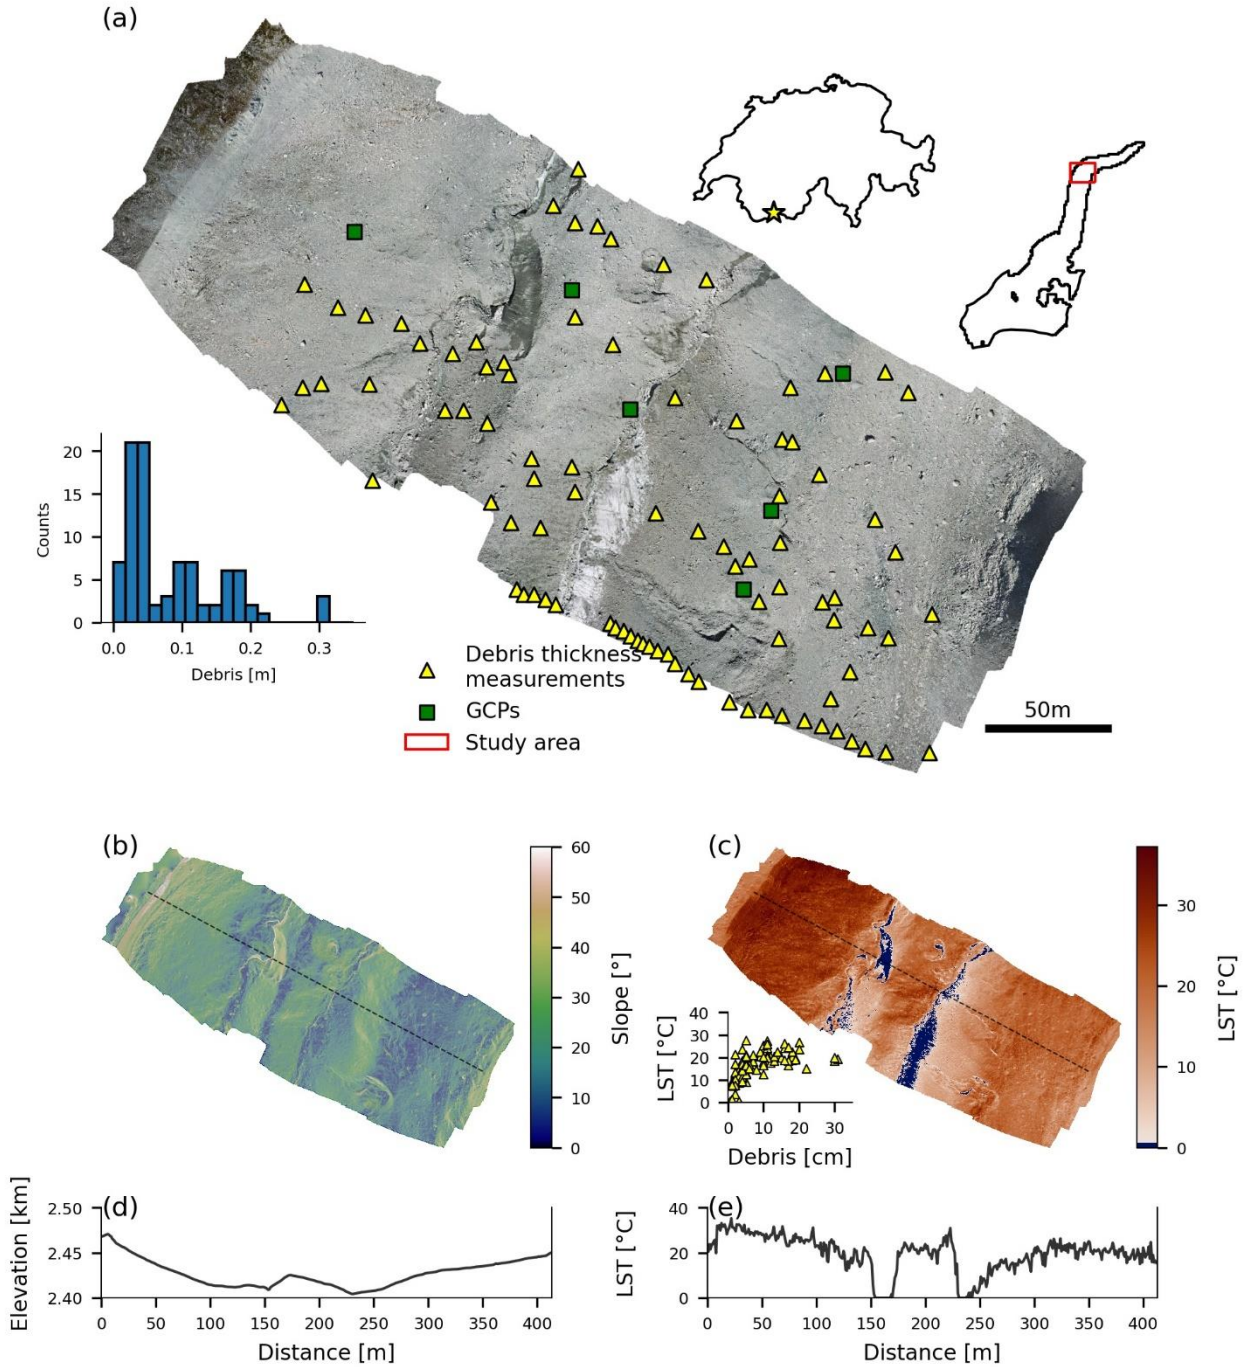 (a)
20
15
10
5
0
Counts
0.0 0.1 0.2 0.3
Debris [m]
Debris thickness
measurements
GCPs
Study area
50m
(b)
60
50
40
30
20
10
0
Slope [°]
(c)
30
20
10
0
LST [°C]
40
30
20
10
0
LST [°C]
0 10 20 30
Debris [cm]
(d)
2.50
2.45
2.40
Elevation [km]
0 50 100 150 200 250 300 350 400
Distance [m]
(e)
40
20
0
LST [°C]
0 50 100 150 200 250 300 350 400
Distance [m]